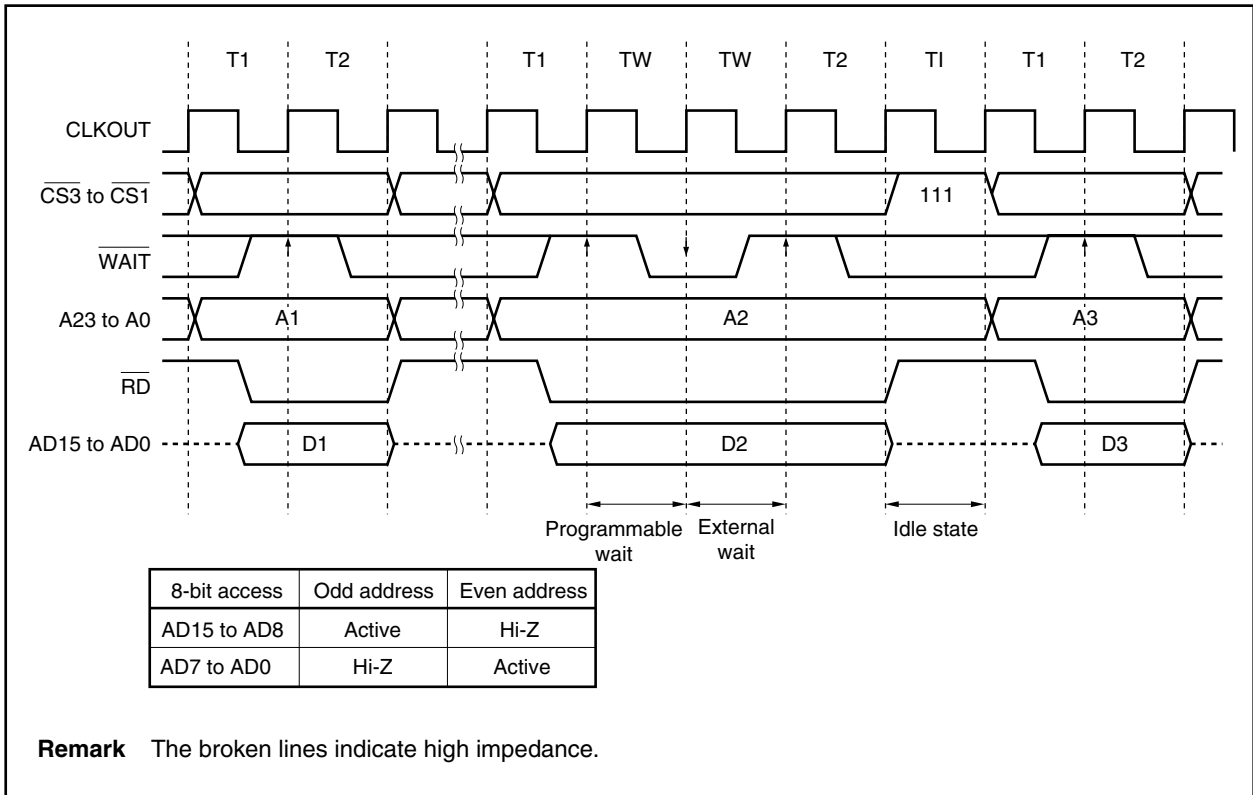 T1 T2 T1 TW TW T2 TI T1 T2
CLKOUT
CS3 to CS1 111
WAIT
A23 to A0 A1 A2 A3
RD
AD15 to AD0 D1 D2 D3
Programmable wait
External wait
Idle state
8-bit access Odd address Even address
AD15 to AD8 Active Hi-Z
AD7 to AD0 Hi-Z Active
Remark The broken lines indicate high impedance.